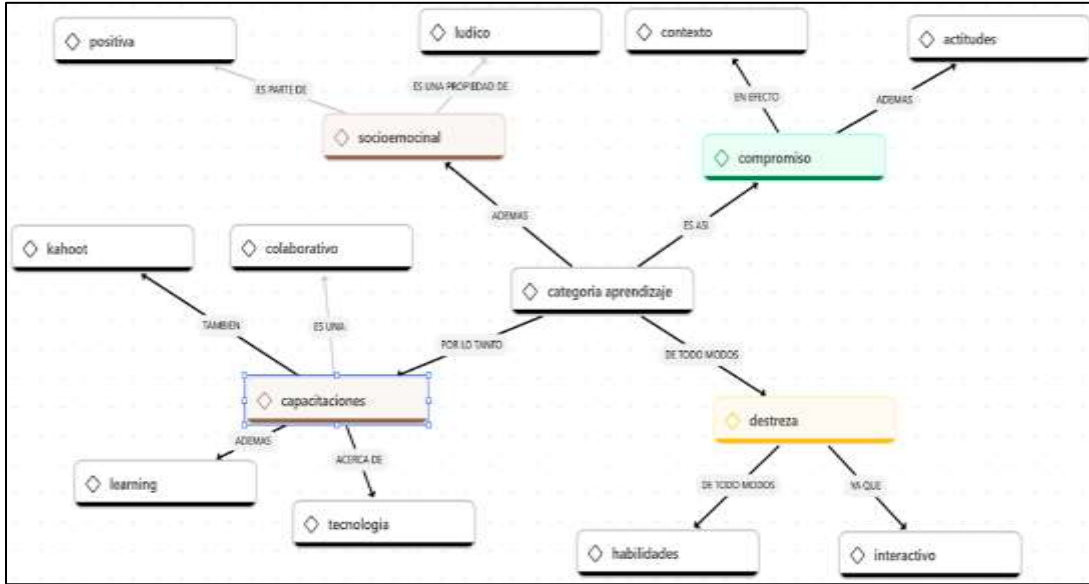 positiva
ludico
contexto
actitudes
ES PARTE DE
ES UNA PROPIEDAD DE
EN EFECTO
ADEMAS
socioemocinal
compromiso
ADEMAS
ES ASI
kahoot
colaborativo
categoria aprendizaje
TAMBIEN
ES UNA
POR LO TANTO
DE TODO MODOS
capacitaciones
destreza
ADEMAS
ACERCA DE
learning
DE TODO MODOS
YA QUE
tecnologia
habilidades
interactivo